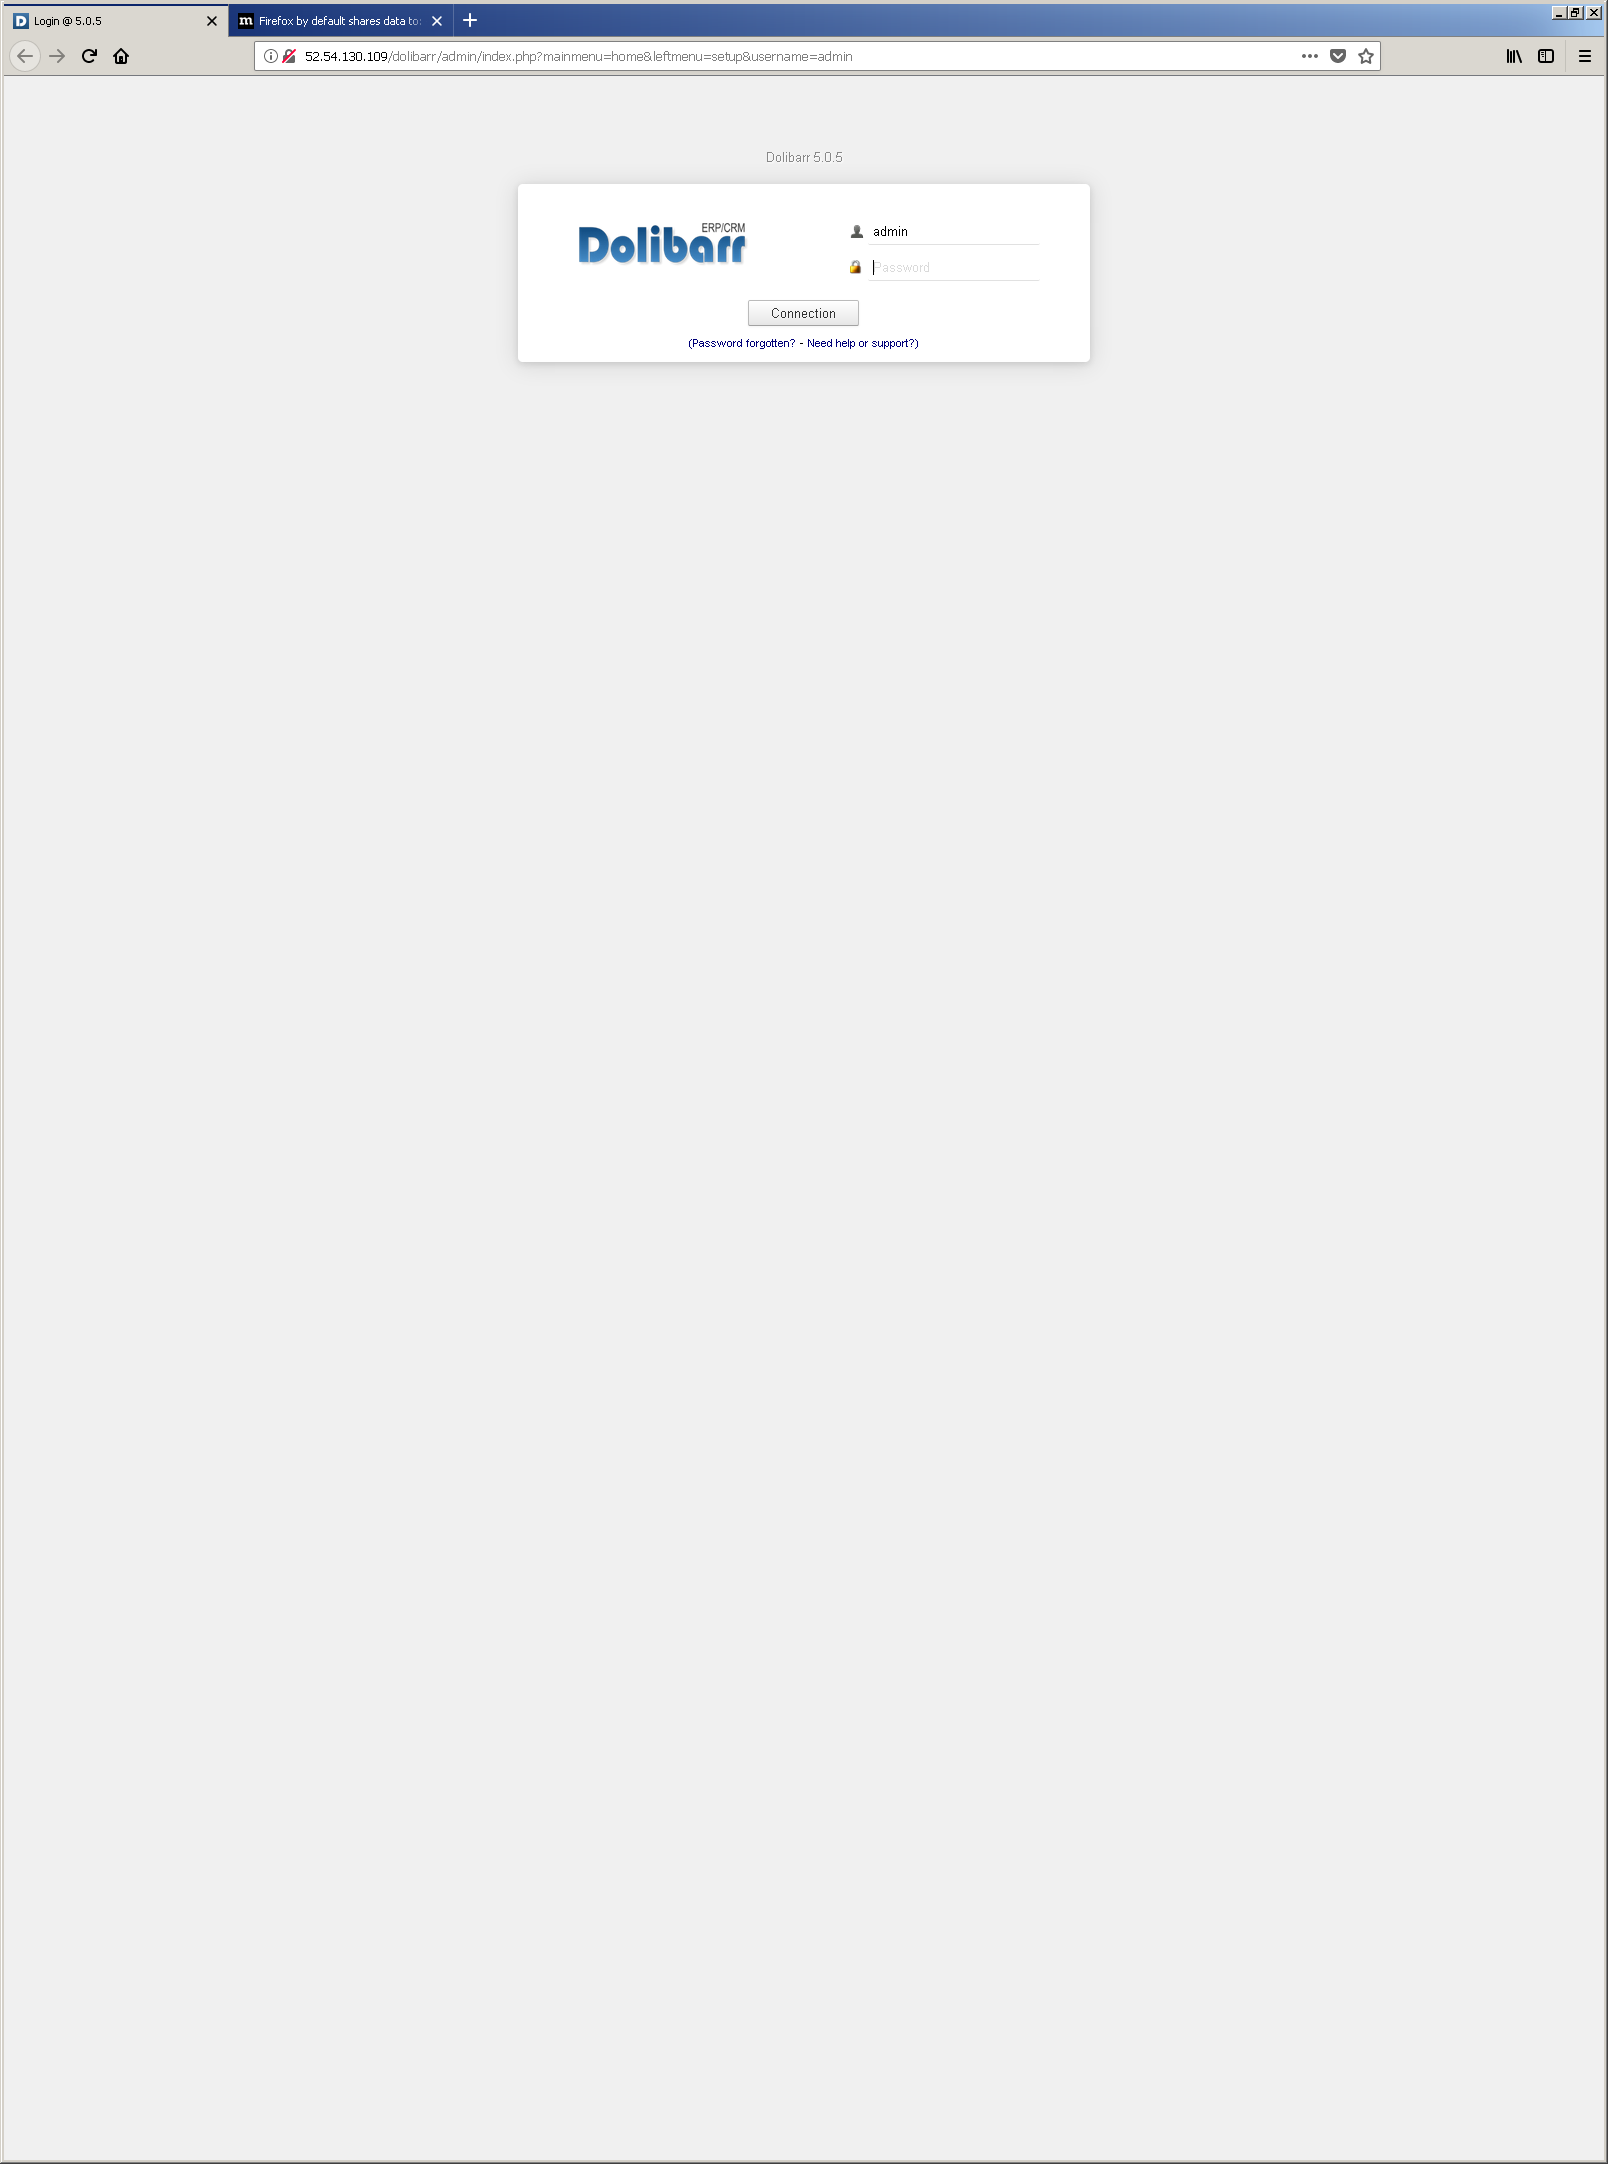 Login @ 5.0.5
Firefox by default shares data to
52.54.130.109/dolibarr/admin/index.php?mainmenu=home&leftmenu=setup&username=admin
Dolibarr 5.0.5
ERP/CRM
Dolibarr
admin
Password
Connection
(Password forgotten? - Need help or support?)